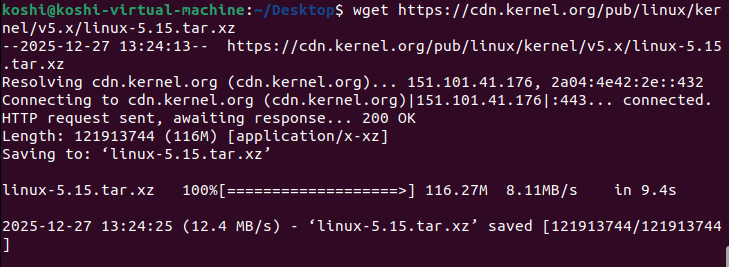 koshi@koshi-virtual-machine:~/Desktop$ wget https://cdn.kernel.org/pub/linux/ker
nel/v5.x/linux-5.15.tar.xz
--2025-12-27 13:24:13--  https://cdn.kernel.org/pub/linux/kernel/v5.x/linux-5.15
.tar.xz
Resolving cdn.kernel.org (cdn.kernel.org)... 151.101.41.176, 2a04:4e42:2e::432
Connecting to cdn.kernel.org (cdn.kernel.org)|151.101.41.176|:443... connected.
HTTP request sent, awaiting response... 200 OK
Length: 121913744 (116M) [application/x-xz]
Saving to: ‘linux-5.15.tar.xz’
linux-5.15.tar.xz   100%[===================>] 116.27M  8.11MB/s    in 9.4s
2025-12-27 13:24:25 (12.4 MB/s) - ‘linux-5.15.tar.xz’ saved [121913744/121913744
]